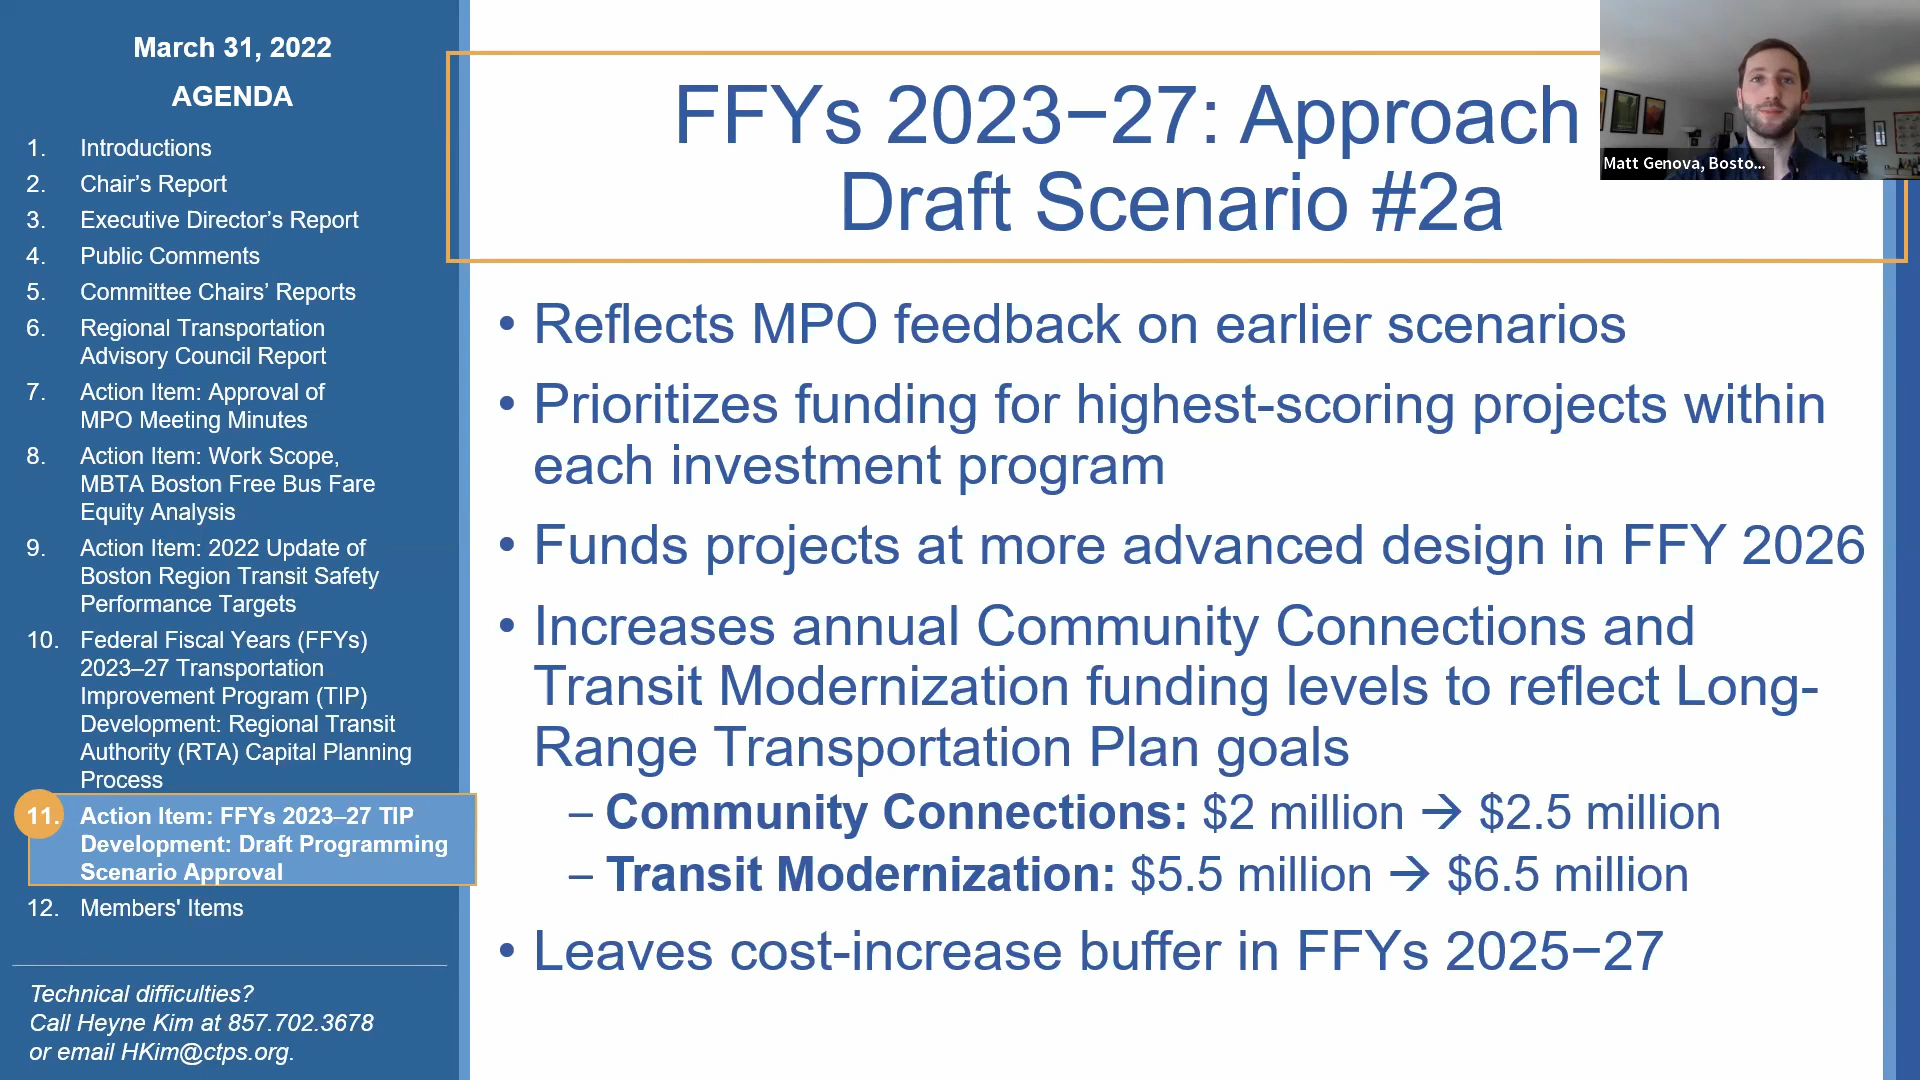 March 31, 2022
AGENDA
1. Introductions
2. Chair’s Report
3. Executive Director’s Report
4. Public Comments
5. Committee Chairs’ Reports
6. Regional Transportation
Advisory Council Report
7. Action Item: Approval of
MPO Meeting Minutes
8. Action Item: Work Scope,
MBTA Boston Free Bus Fare
Equity Analysis
9. Action Item: 2022 Update of
Boston Region Transit Safety
Performance Targets
10. Federal Fiscal Years (FFYs)
2023–27 Transportation
Improvement Program (TIP)
Development: Regional Transit
Authority (RTA) Capital Planning
Process
11. Action Item: FFYs 2023–27 TIP
Development: Draft Programming
Scenario Approval
12. Members' Items
Technical difficulties?
Call Heyne Kim at 857.702.3678
or email HKim@ctps.org.
FFYs 2023−27: Approach
Draft Scenario #2a
• Reflects MPO feedback on earlier scenarios
• Prioritizes funding for highest-scoring projects within
each investment program
• Funds projects at more advanced design in FFY 2026
• Increases annual Community Connections and
Transit Modernization funding levels to reflect Long-
Range Transportation Plan goals
– Community Connections: $2 million → $2.5 million
– Transit Modernization: $5.5 million → $6.5 million
• Leaves cost-increase buffer in FFYs 2025−27
Matt Genova, Bosto...